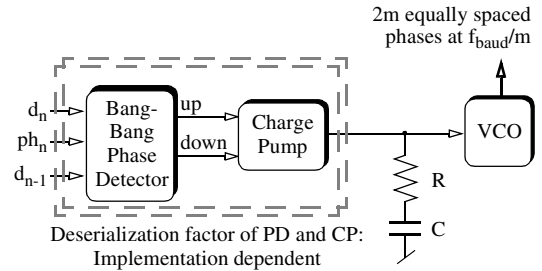 2m equally spaced
phases at f_baud/m
d_n
ph_n
d_n-1
Bang-
Bang
Phase
Detector
up
down
Charge
Pump
VCO
R
C
Deserialization factor of PD and CP:
Implementation dependent